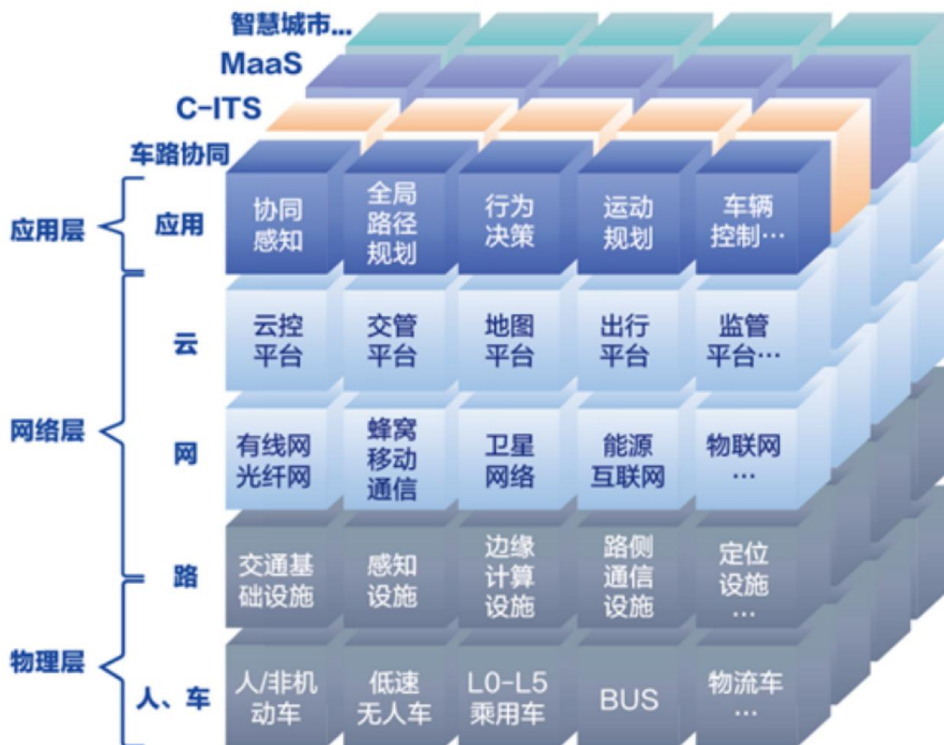 智慧城市...
MaaS
C-ITS
车路协同
应用层
应用
协同
感知
全局
路径
规划
行为
决策
运动
规划
车辆
控制…
云
云控
平台
交管
平台
地图
平台
出行
平台
监管
平台…
网络层
网
有线网
光纤网
蜂窝
移动
通信
卫星
网络
能源
互联网
物联网
…
路
交通基
础设施
感知
设施
边缘
计算
设施
路侧
通信
设施
定位
设施
…
物理层
人、车
人/非机
动车
低速
无人车
L0-L5
乘用车
BUS
物流车
…